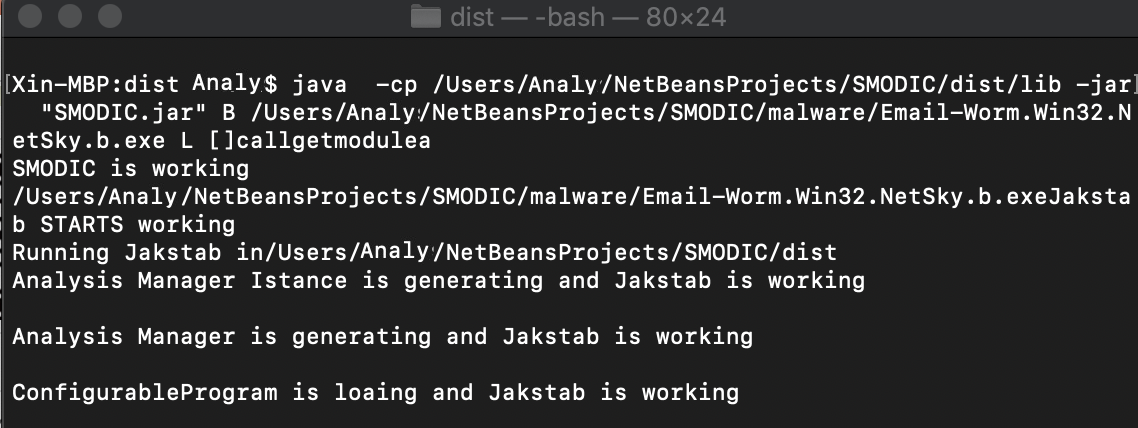 dist — -bash — 80×24
[Xin-MBP:dist Analy$ java  -cp /Users/Analy/NetBeansProjects/SMODIC/dist/lib -jar]
  "SMODIC.jar" B /Users/Analy/NetBeansProjects/SMODIC/malware/Email-Worm.Win32.N
etSky.b.exe L []callgetmodulea
SMODIC is working
/Users/Analy/NetBeansProjects/SMODIC/malware/Email-Worm.Win32.NetSky.b.exeJaksta
b STARTS working
Running Jakstab in/Users/Analy/NetBeansProjects/SMODIC/dist
Analysis Manager Istance is generating and Jakstab is working
Analysis Manager is generating and Jakstab is working
ConfigurableProgram is loaing and Jakstab is working